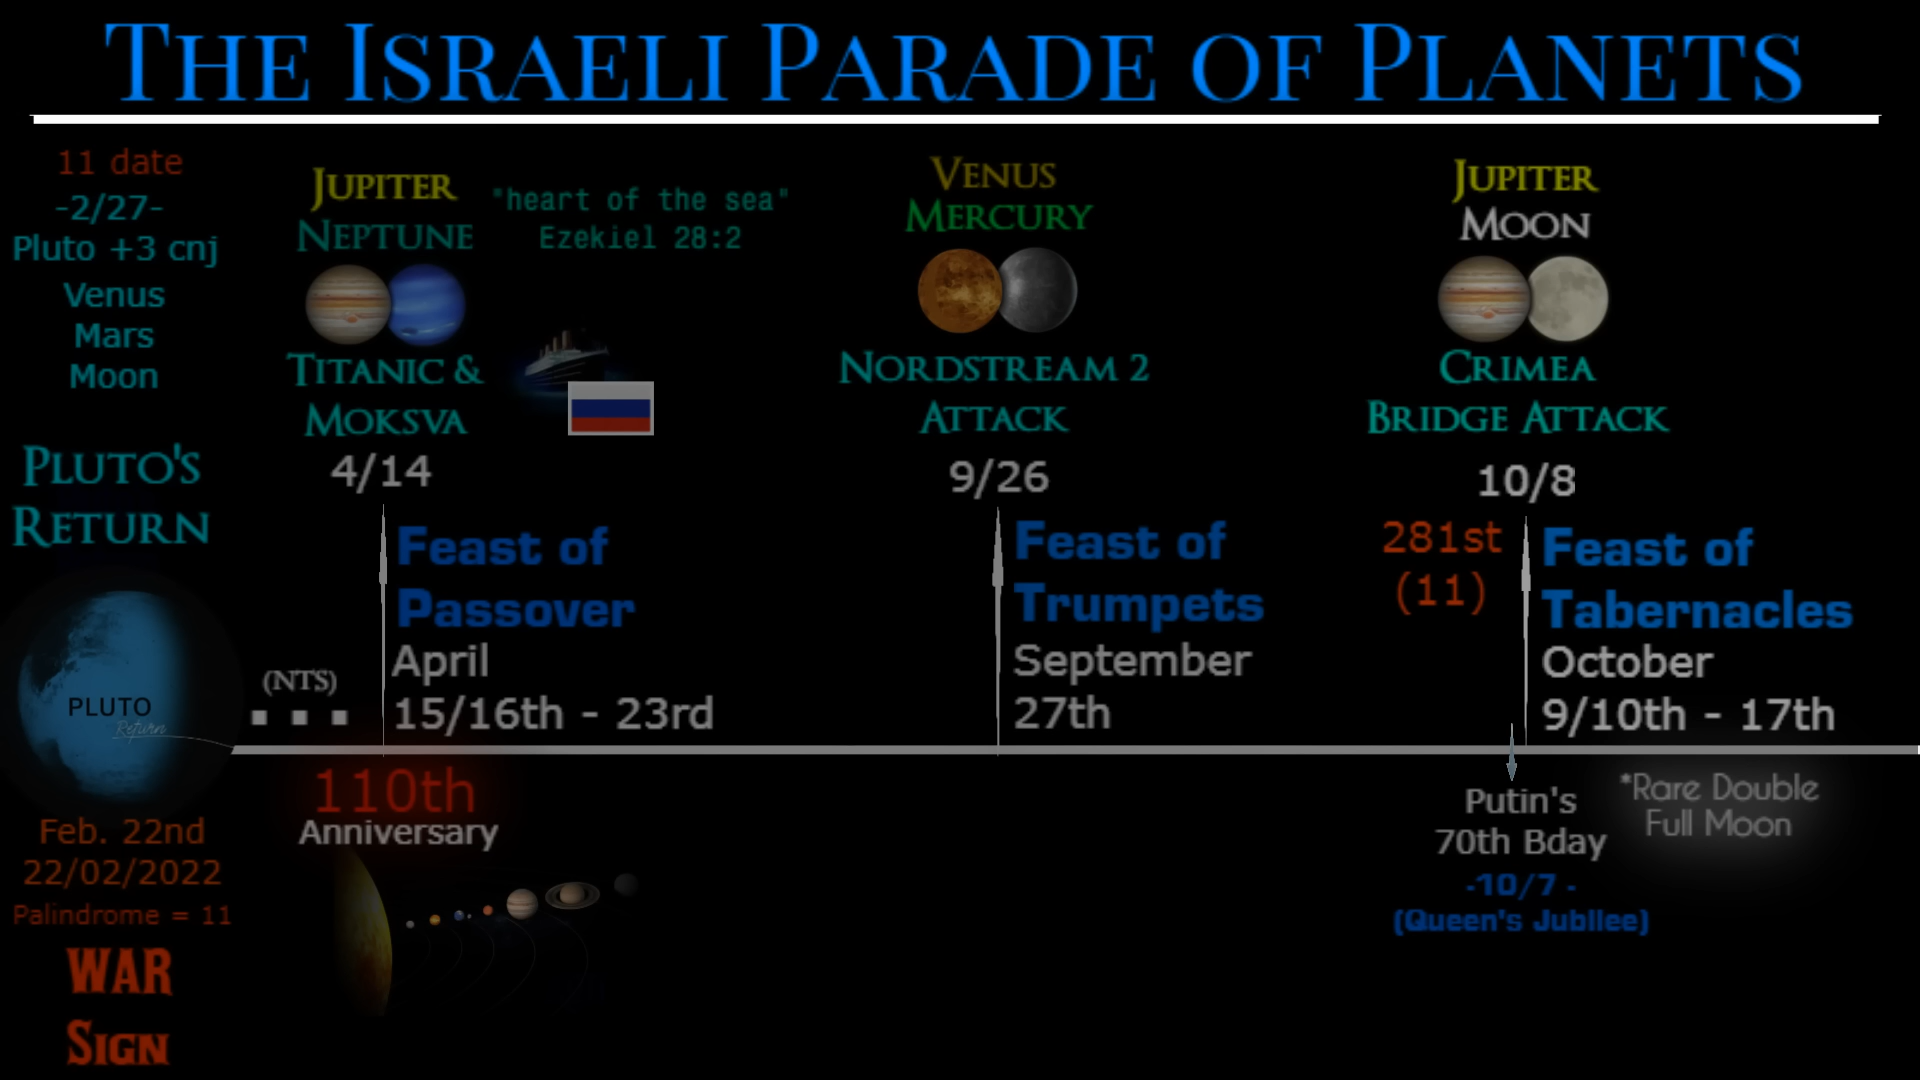 THE ISRAELI PARADE OF PLANETS
11 date
-2/27-
Pluto +3 cnj
Venus
Mars
Moon
PLUTO'S
RETURN
PLUTO
Return
Feb. 22nd
22/02/2022
Palindrome = 11
WAR
SIGN
(NTS)
JUPITER
NEPTUNE
"heart of the sea"
Ezekiel 28:2
TITANIC &
MOKSVA
4/14
Feast of
Passover
April
15/16th - 23rd
110th
Anniversary
VENUS
MERCURY
NORDSTREAM 2
ATTACK
9/26
Feast of
Trumpets
September
27th
JUPITER
MOON
CRIMEA
BRIDGE ATTACK
10/8
281st
(11)
Feast of
Tabernacles
October
9/10th - 17th
Putin's
70th Bday
-10/7 -
(Queen's Jubilee)
*Rare Double
Full Moon